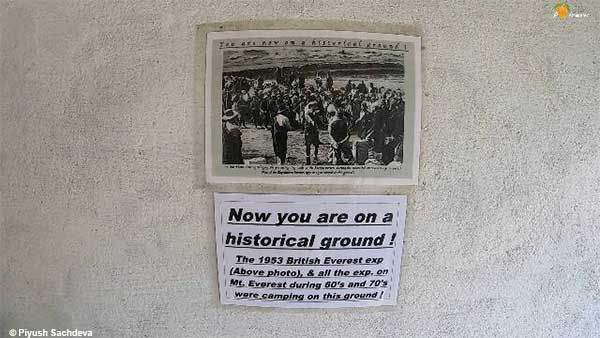 You are now on a historical ground !
Now you are on a
historical ground !
The 1953 British Everest exp
(Above photo), & all the exp. on
Mt. Everest during 60's and 70's
were camping on this ground !
© Piyush Sachdeva